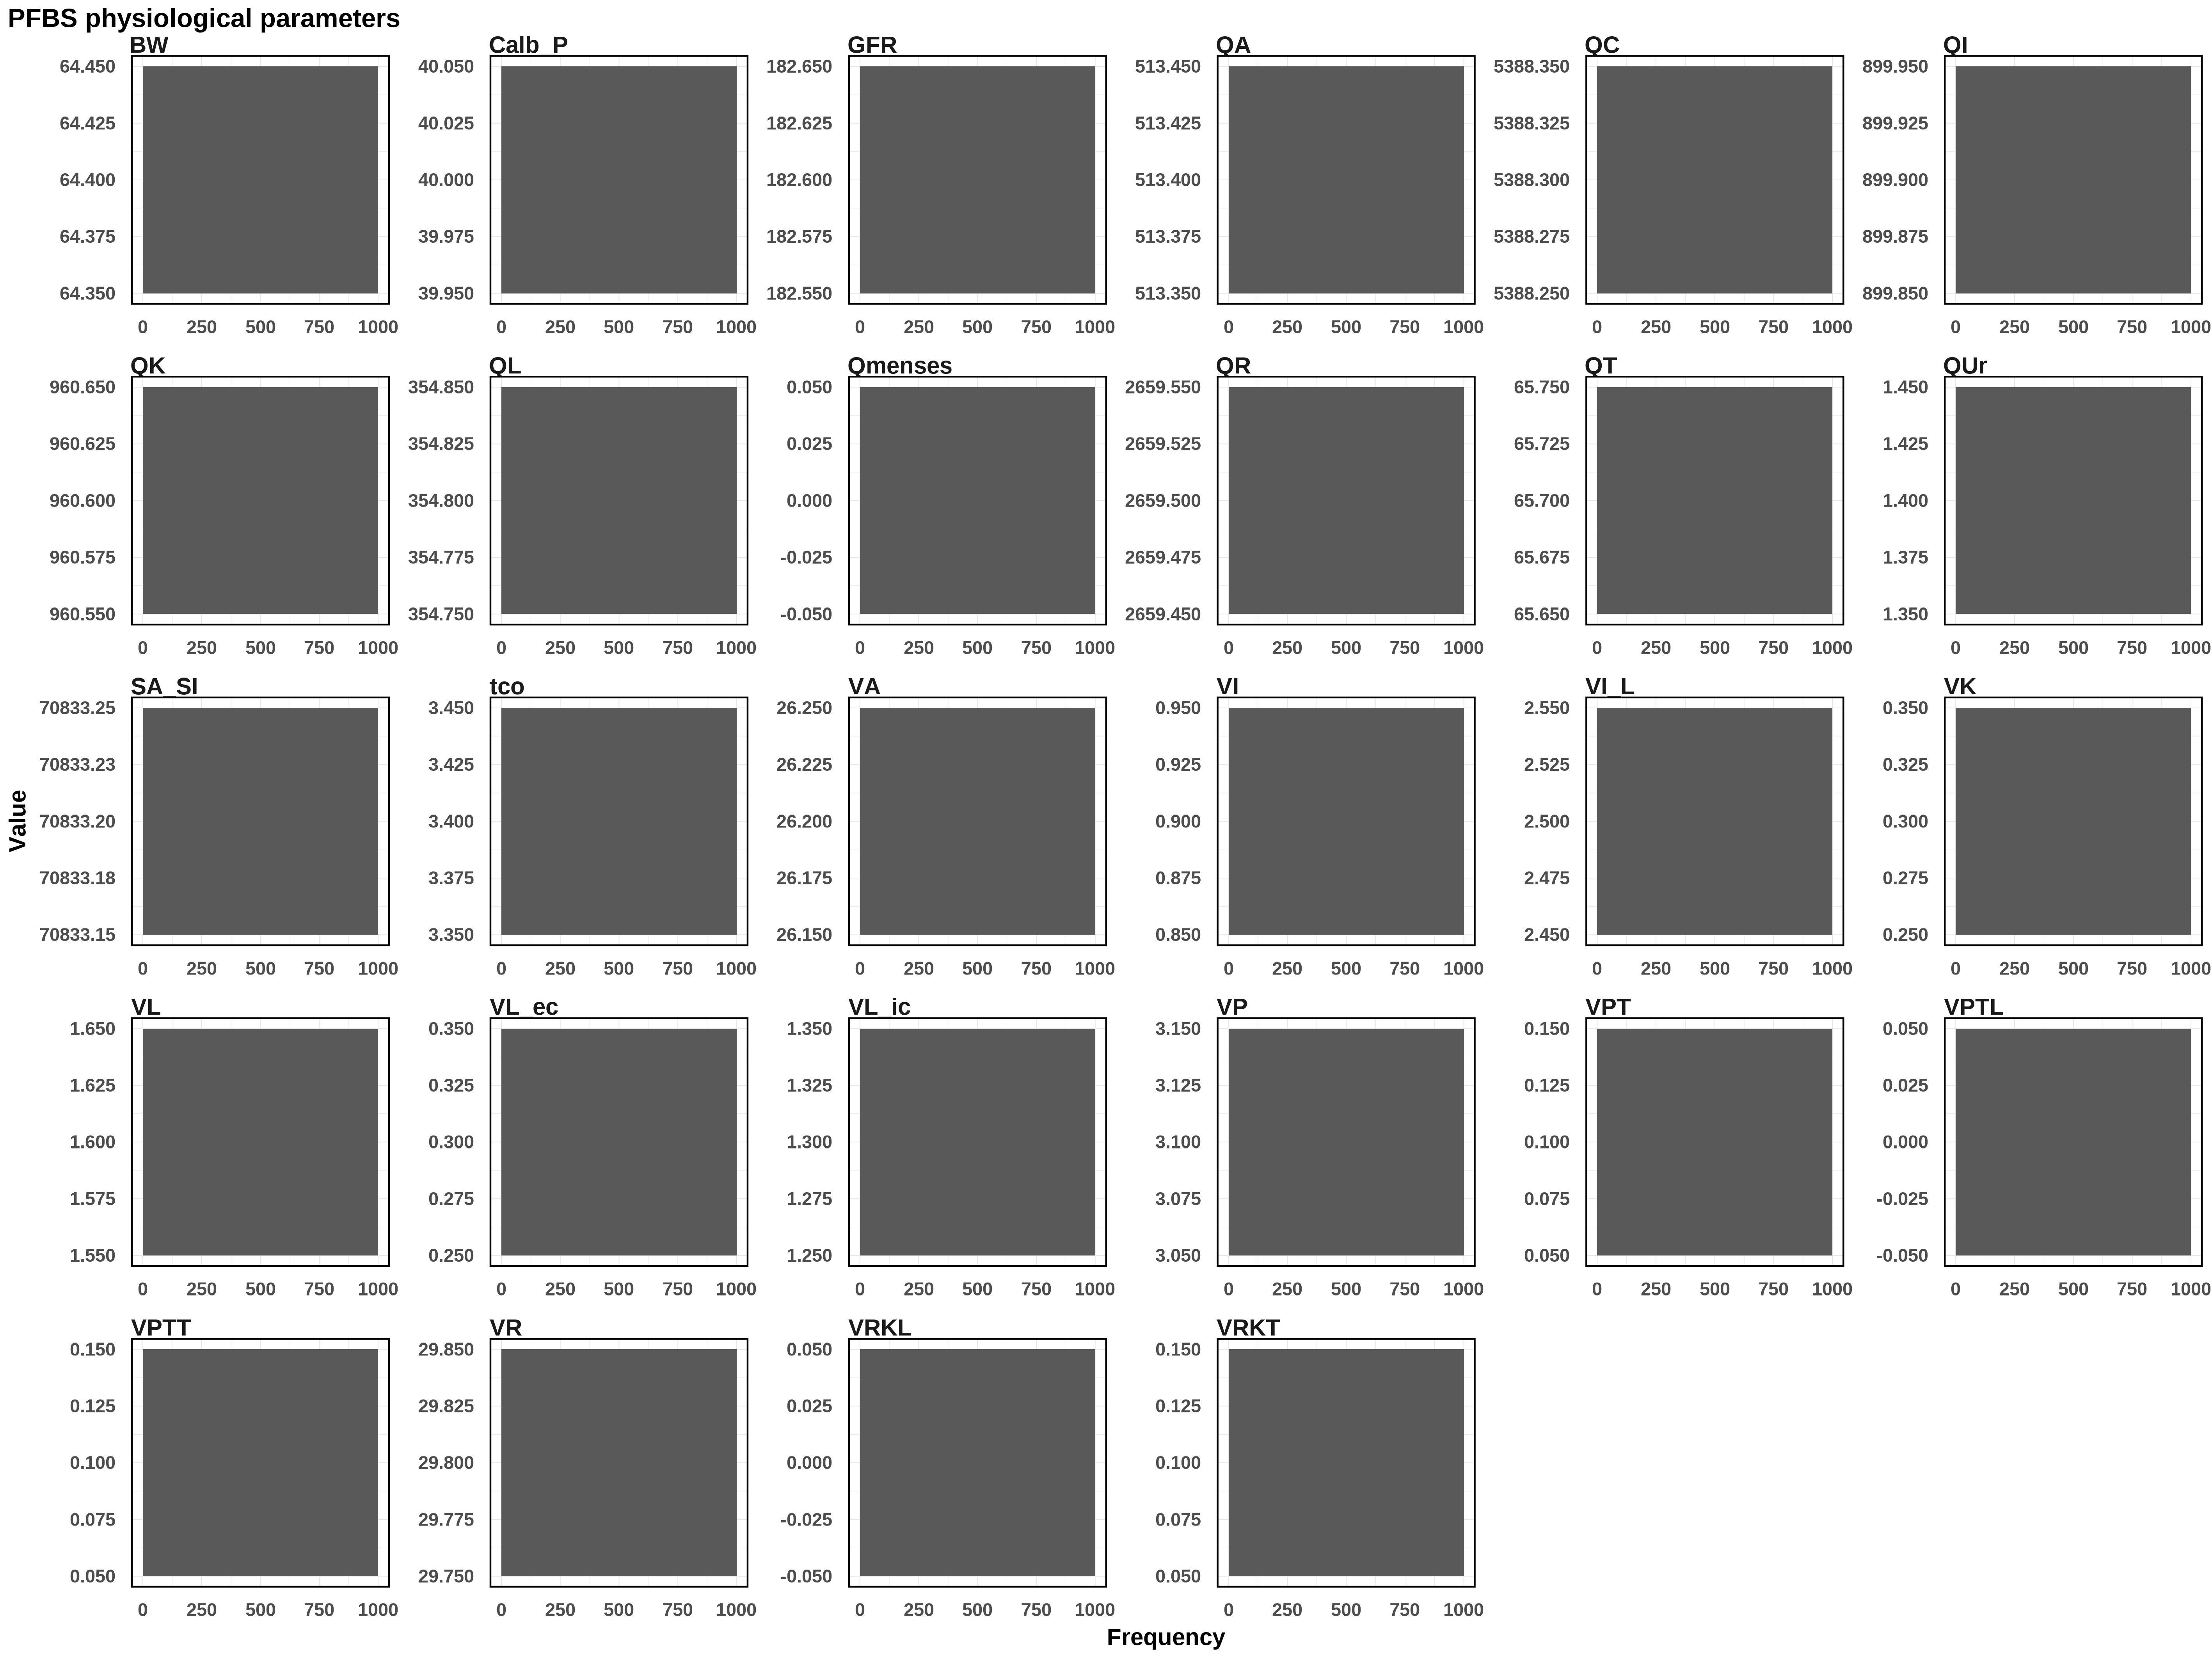 PFBS physiological parameters
BW Calb_P GFR QA QC QI
64.450 40.050 182.650 513.450 5388.350 899.950
64.425 40.025 182.625 513.425 5388.325 899.925
64.400 40.000 182.600 513.400 5388.300 899.900
64.375 39.975 182.575 513.375 5388.275 899.875
64.350 39.950 182.550 513.350 5388.250 899.850
0 250 500 750 1000 0 250 500 750 1000 0 250 500 750 1000 0 250 500 750 1000 0 250 500 750 1000 0 250 500 750 1000
QK QL Qmenses QR QT QUr
960.650 354.850 0.050 2659.550 65.750 1.450
960.625 354.825 0.025 2659.525 65.725 1.425
960.600 354.800 0.000 2659.500 65.700 1.400
960.575 354.775 -0.025 2659.475 65.675 1.375
960.550 354.750 -0.050 2659.450 65.650 1.350
0 250 500 750 1000 0 250 500 750 1000 0 250 500 750 1000 0 250 500 750 1000 0 250 500 750 1000 0 250 500 750 1000
SA_SI tco VA VI VI_L VK
70833.25 3.450 26.250 0.950 2.550 0.350
70833.23 3.425 26.225 0.925 2.525 0.325
70833.20 3.400 26.200 0.900 2.500 0.300
70833.18 3.375 26.175 0.875 2.475 0.275
70833.15 3.350 26.150 0.850 2.450 0.250
0 250 500 750 1000 0 250 500 750 1000 0 250 500 750 1000 0 250 500 750 1000 0 250 500 750 1000 0 250 500 750 1000
Value
VL VL_ec VL_ic VP VPT VPTL
1.650 0.350 1.350 3.150 0.150 0.050
1.625 0.325 1.325 3.125 0.125 0.025
1.600 0.300 1.300 3.100 0.100 0.000
1.575 0.275 1.275 3.075 0.075 -0.025
1.550 0.250 1.250 3.050 0.050 -0.050
0 250 500 750 1000 0 250 500 750 1000 0 250 500 750 1000 0 250 500 750 1000 0 250 500 750 1000 0 250 500 750 1000
VPTT VR VRKL VRKT
0.150 29.850 0.050 0.150
0.125 29.825 0.025 0.125
0.100 29.800 0.000 0.100
0.075 29.775 -0.025 0.075
0.050 29.750 -0.050 0.050
0 250 500 750 1000 0 250 500 750 1000 0 250 500 750 1000 0 250 500 750 1000
Frequency